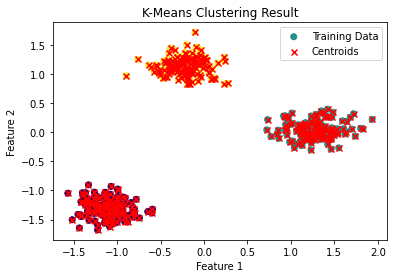 K-Means Clustering Result
Training Data
Centroids
Feature 2
1.5
1.0
0.5
0.0
−0.5
−1.0
−1.5
−1.5 −1.0 −0.5 0.0 0.5 1.0 1.5 2.0
Feature 1